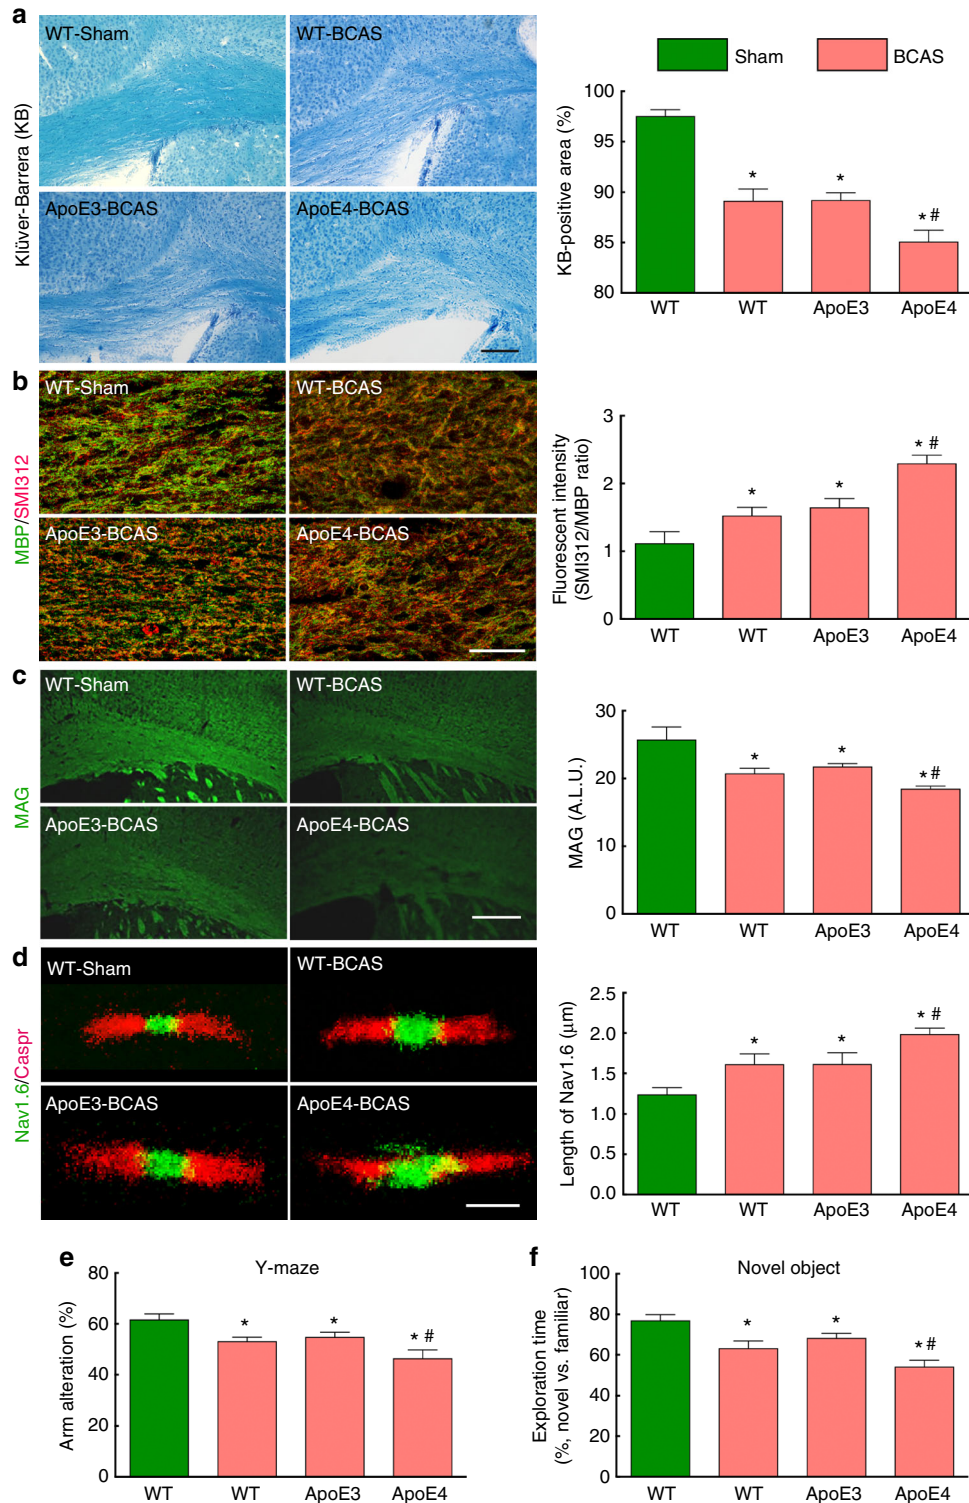 a
Klüver-Barrera (KB)
WT-Sham
WT-BCAS
ApoE3-BCAS
ApoE4-BCAS
Sham
BCAS
KB-positive area (%)
100
95
90
85
80
*
*
* #
WT
WT
ApoE3
ApoE4
b
MBP/SMI312
WT-Sham
WT-BCAS
ApoE3-BCAS
ApoE4-BCAS
Fluorescent intensity
(SMI312/MBP ratio)
3
2
1
0
*
*
* #
WT
WT
ApoE3
ApoE4
c
MAG
WT-Sham
WT-BCAS
ApoE3-BCAS
ApoE4-BCAS
MAG (A.L.U.)
30
20
10
0
*
*
* #
WT
WT
ApoE3
ApoE4
d
Nav1.6/Caspr
WT-Sham
WT-BCAS
ApoE3-BCAS
ApoE4-BCAS
Length of Nav1.6 (μm)
2.5
2.0
1.5
1.0
0.5
0.0
*
*
* #
WT
WT
ApoE3
ApoE4
e
Y-maze
Arm alteration (%)
80
60
40
20
0
*
*
* #
WT
WT
ApoE3
ApoE4
f
Novel object
Exploration time
(%, novel vs. familiar)
100
80
60
40
20
0
*
*
* #
WT
WT
ApoE3
ApoE4